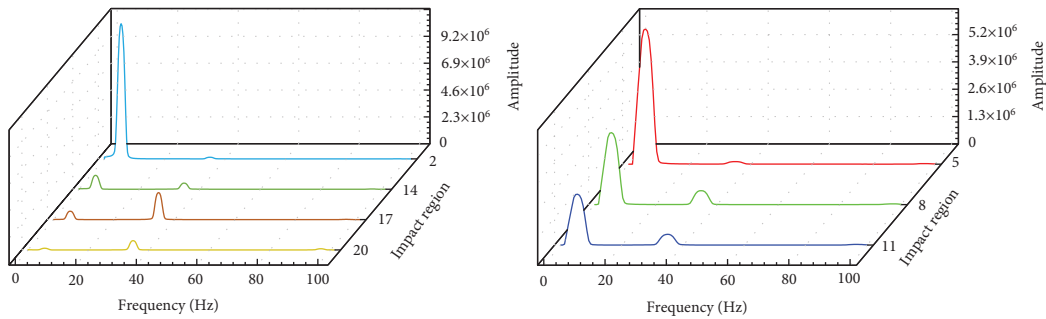 9.2×10⁶
6.9×10⁶
4.6×10⁶
2.3×10⁶
0
Amplitude
2
14
17
20
Impact region
0 20 40 60 80 100
Frequency (Hz)
5.2×10⁶
3.9×10⁶
2.6×10⁶
1.3×10⁶
0
Amplitude
5
8
11
Impact region
0 20 40 60 80 100
Frequency (Hz)